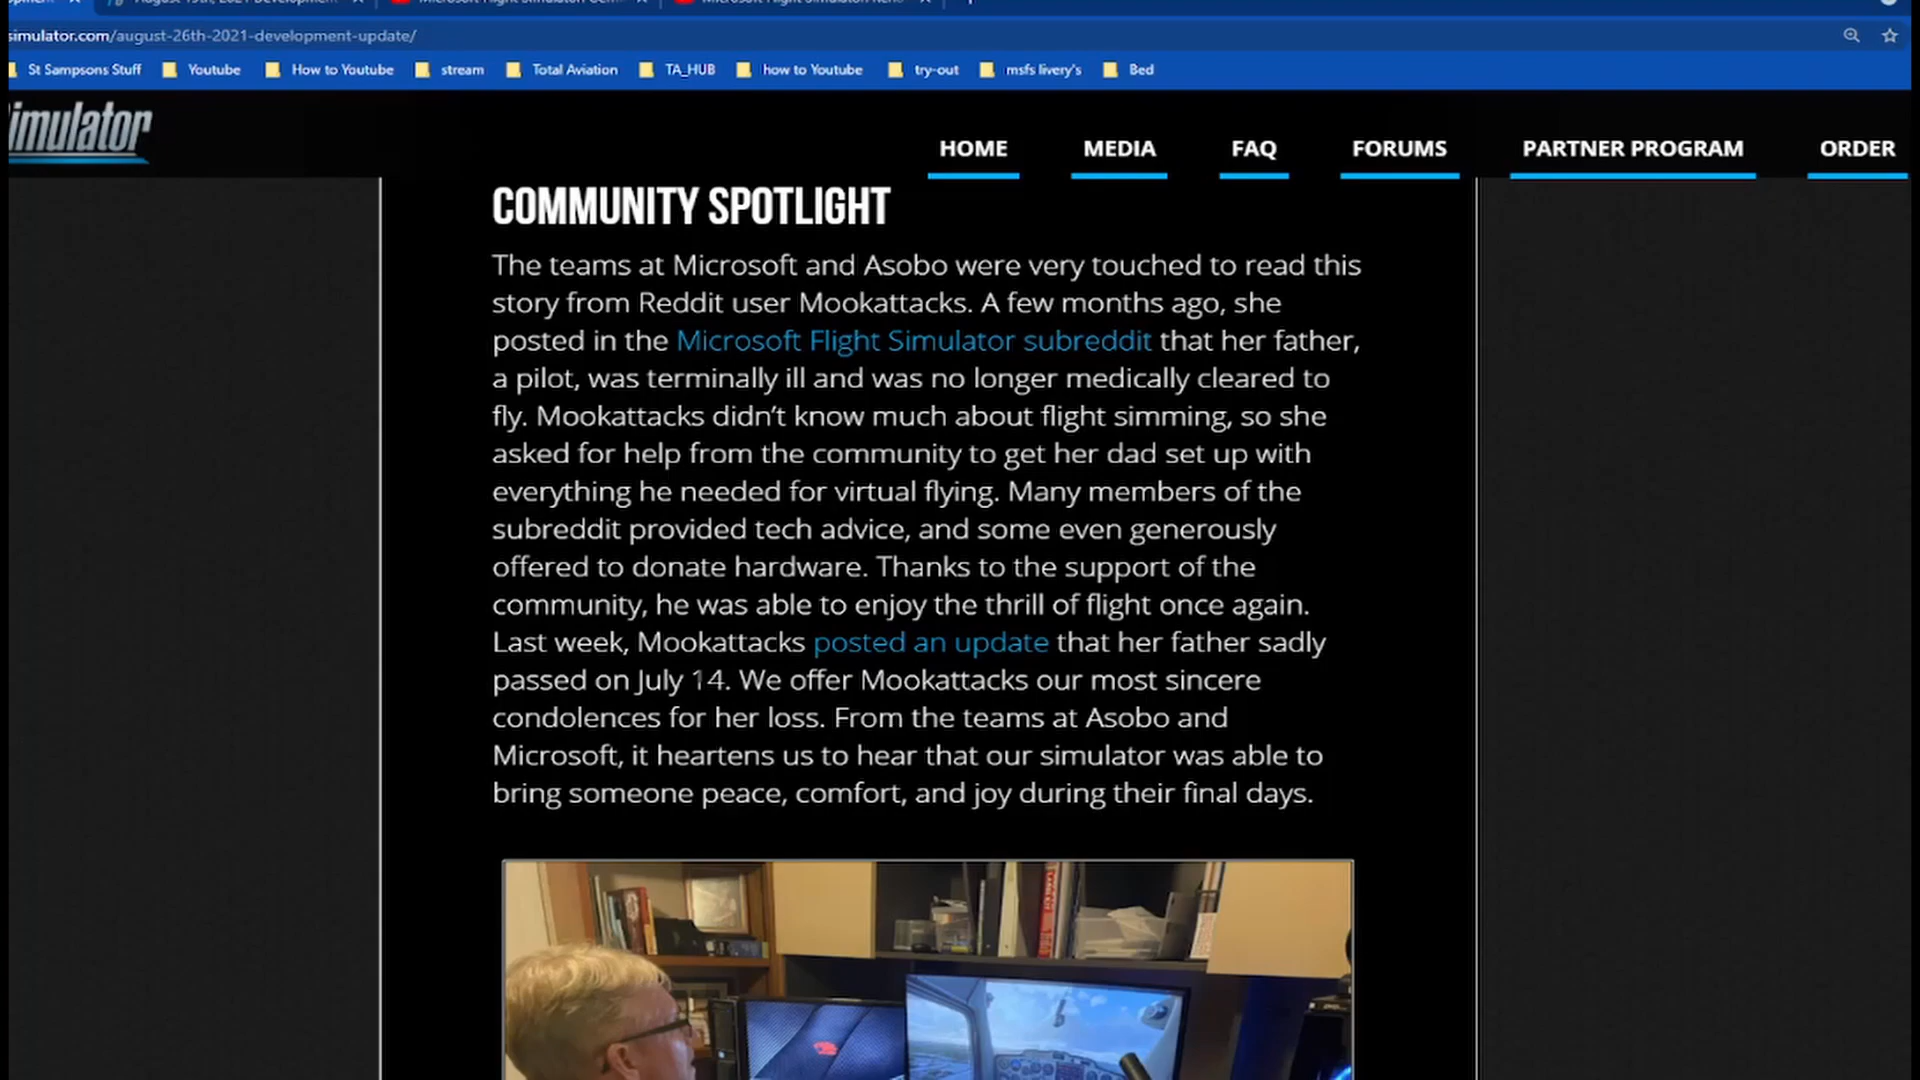 simulator.com/august-26th-2021-development-update/
St Sampsons Stuff Youtube How to Youtube stream Total Aviation TA_HUB how to Youtube try-out msfs livery's Bed
imulator
HOME MEDIA FAQ FORUMS PARTNER PROGRAM ORDER
COMMUNITY SPOTLIGHT
The teams at Microsoft and Asobo were very touched to read this
story from Reddit user Mookattacks. A few months ago, she
posted in the Microsoft Flight Simulator subreddit that her father,
a pilot, was terminally ill and was no longer medically cleared to
fly. Mookattacks didn’t know much about flight simming, so she
asked for help from the community to get her dad set up with
everything he needed for virtual flying. Many members of the
subreddit provided tech advice, and some even generously
offered to donate hardware. Thanks to the support of the
community, he was able to enjoy the thrill of flight once again.
Last week, Mookattacks posted an update that her father sadly
passed on July 14. We offer Mookattacks our most sincere
condolences for her loss. From the teams at Asobo and
Microsoft, it heartens us to hear that our simulator was able to
bring someone peace, comfort, and joy during their final days.